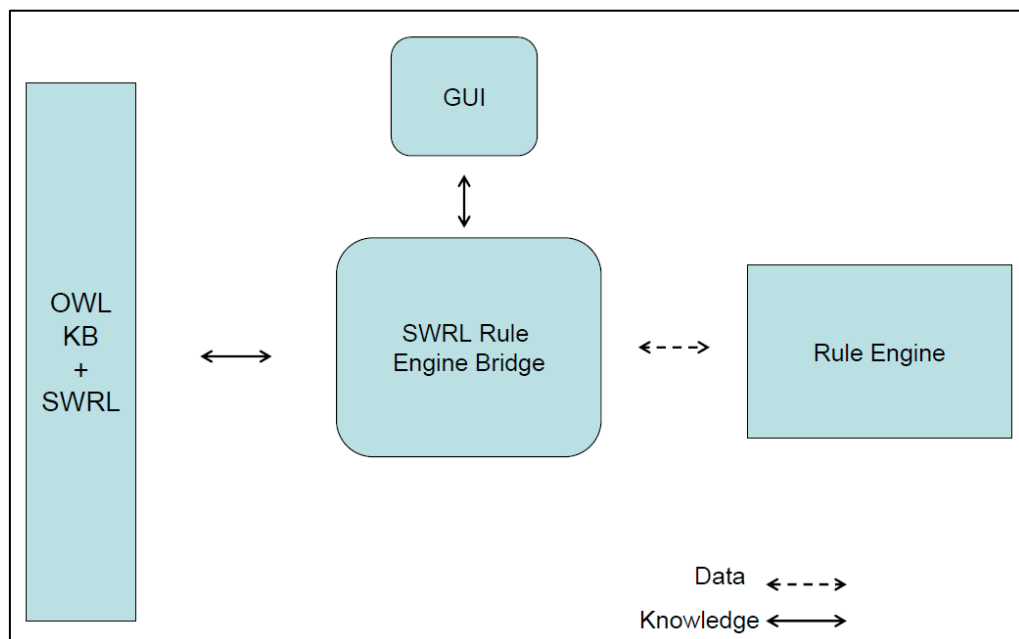 GUI
OWL
KB
+
SWRL
SWRL Rule
Engine Bridge
Rule Engine
Data
Knowledge